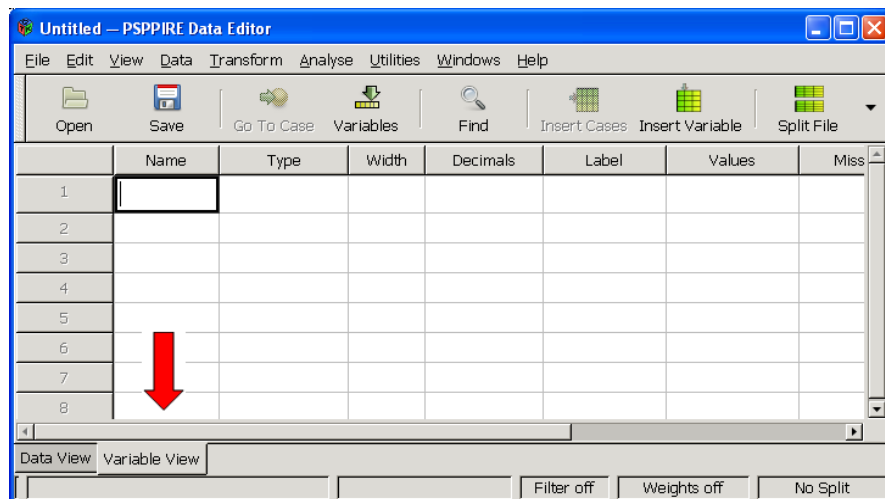 Untitled — PSPPIRE Data Editor
File Edit View Data Transform Analyse Utilities Windows Help
Open Save Go To Case Variables Find Insert Cases Insert Variable Split File
Name Type Width Decimals Label Values Miss
1
2
3
4
5
6
7
8
Data View Variable View
Filter off Weights off No Split